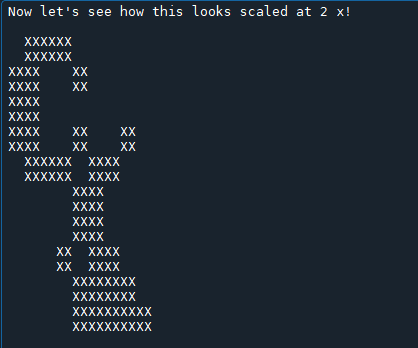 Now let's see how this looks scaled at 2 x!
  XXXXXX
  XXXXXX
XXXX    XX
XXXX    XX
XXXX
XXXX
XXXX    XX    XX
XXXX    XX    XX
  XXXXXX  XXXX
  XXXXXX  XXXX
        XXXX
        XXXX
        XXXX
        XXXX
      XX  XXXX
      XX  XXXX
        XXXXXXXX
        XXXXXXXX
        XXXXXXXXXX
        XXXXXXXXXX